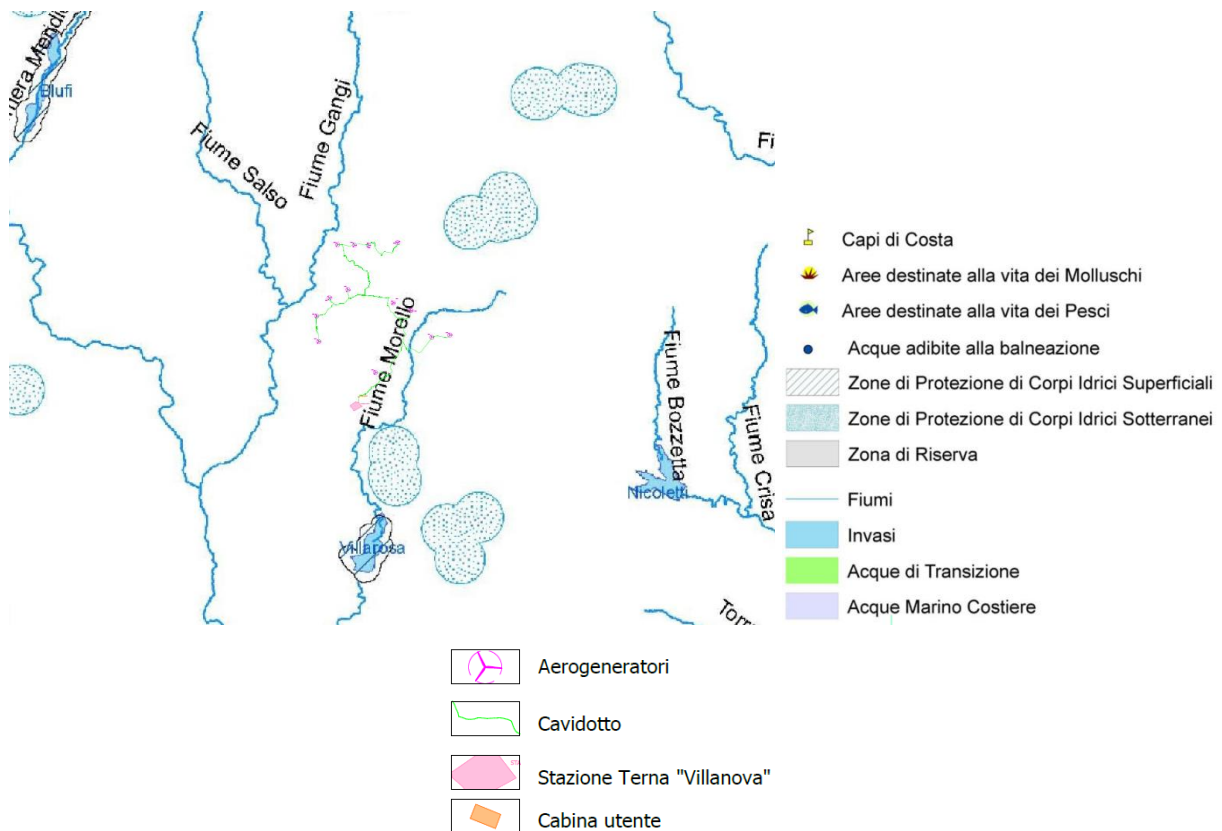 Blufi
Fiume Salso
Fiume Gangi
Fiume Morello
Fiume Bozzetta
Fiume Crisa
Nicoletti
Villarosa
Capi di Costa
Aree destinate alla vita dei Molluschi
Aree destinate alla vita dei Pesci
Acque adibite alla balneazione
Zone di Protezione di Corpi Idrici Superficiali
Zone di Protezione di Corpi Idrici Sotterranei
Zona di Riserva
Fiumi
Invasi
Acque di Transizione
Acque Marino Costiere
Aerogeneratori
Cavidotto
Stazione Terna "Villanova"
Cabina utente